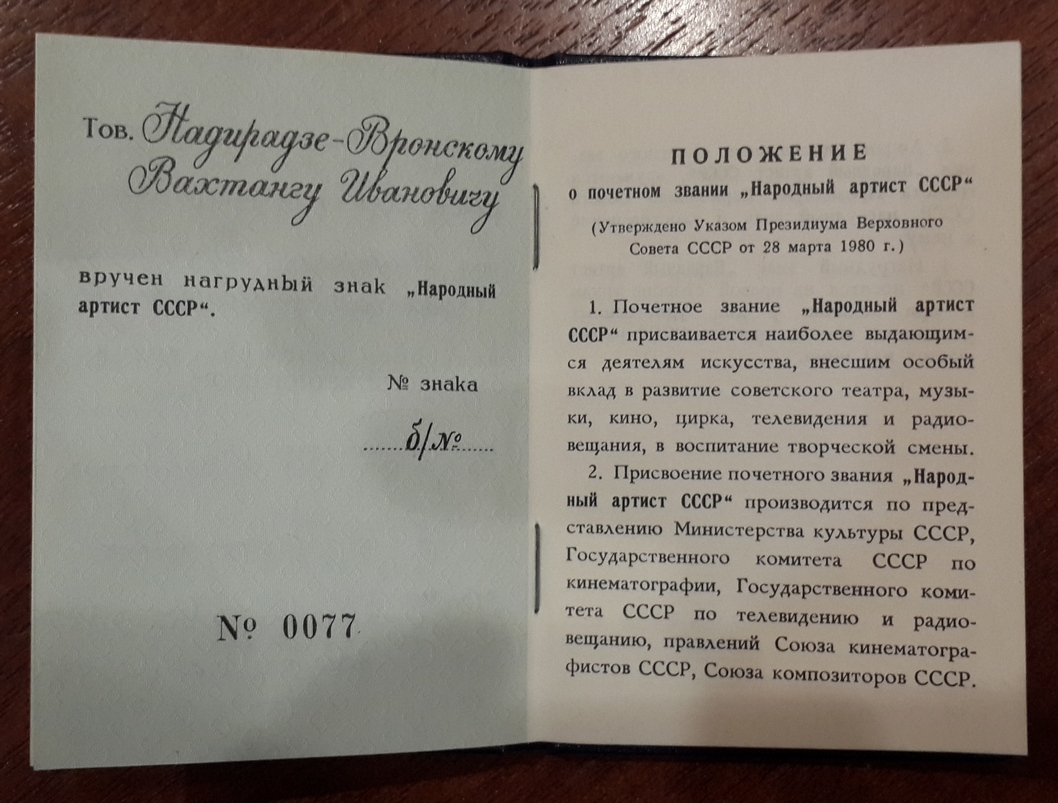 Тов. Надирадзе-Вронскому
Вахтангу Ивановичу
вручен нагрудный знак „Народный
артист СССР“.
№ знака
б/№
№ 0077
ПОЛОЖЕНИЕ
о почетном звании „Народный артист СССР“
(Утверждено Указом Президиума Верховного
Совета СССР от 28 марта 1980 г.)
1. Почетное звание „Народный артист
СССР“ присваивается наиболее выдающим-
ся деятелям искусства, внесшим особый
вклад в развитие советского театра, музы-
ки, кино, цирка, телевидения и радио-
вещания, в воспитание творческой смены.
2. Присвоение почетного звания „Народ-
ный артист СССР“ производится по пред-
ставлению Министерства культуры СССР,
Государственного комитета СССР по
кинематографии, Государственного коми-
тета СССР по телевидению и радио-
вещанию, правлений Союза кинематогра-
фистов СССР, Союза композиторов СССР.